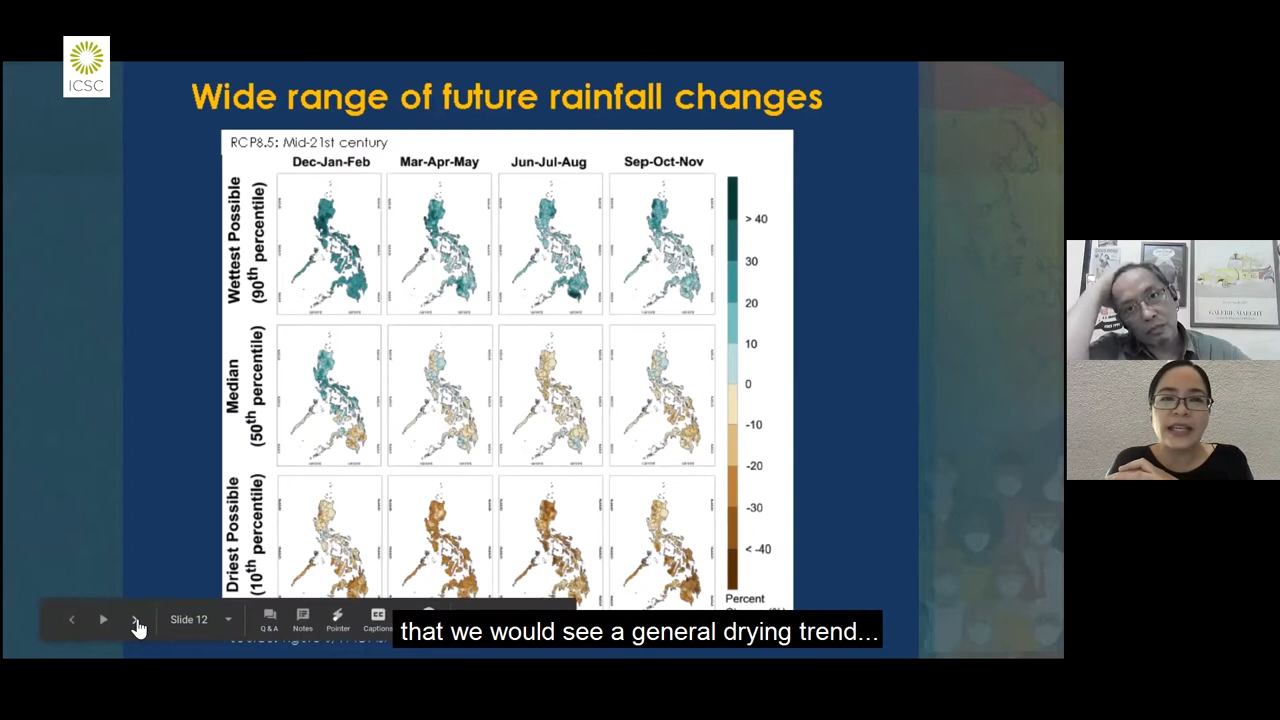 ICSC
Wide range of future rainfall changes
RCP8.5: Mid-21st century
Dec-Jan-Feb
Mar-Apr-May
Jun-Jul-Aug
Sep-Oct-Nov
Wettest Possible
(90th percentile)
Median
(50th percentile)
Driest Possible
(10th percentile)
> 40
30
20
10
0
-10
-20
-30
< -40
Percent
GALERIE MAEGHT
Slide 12
Q & A
Notes
Pointer
Captions
that we would see a general drying trend...